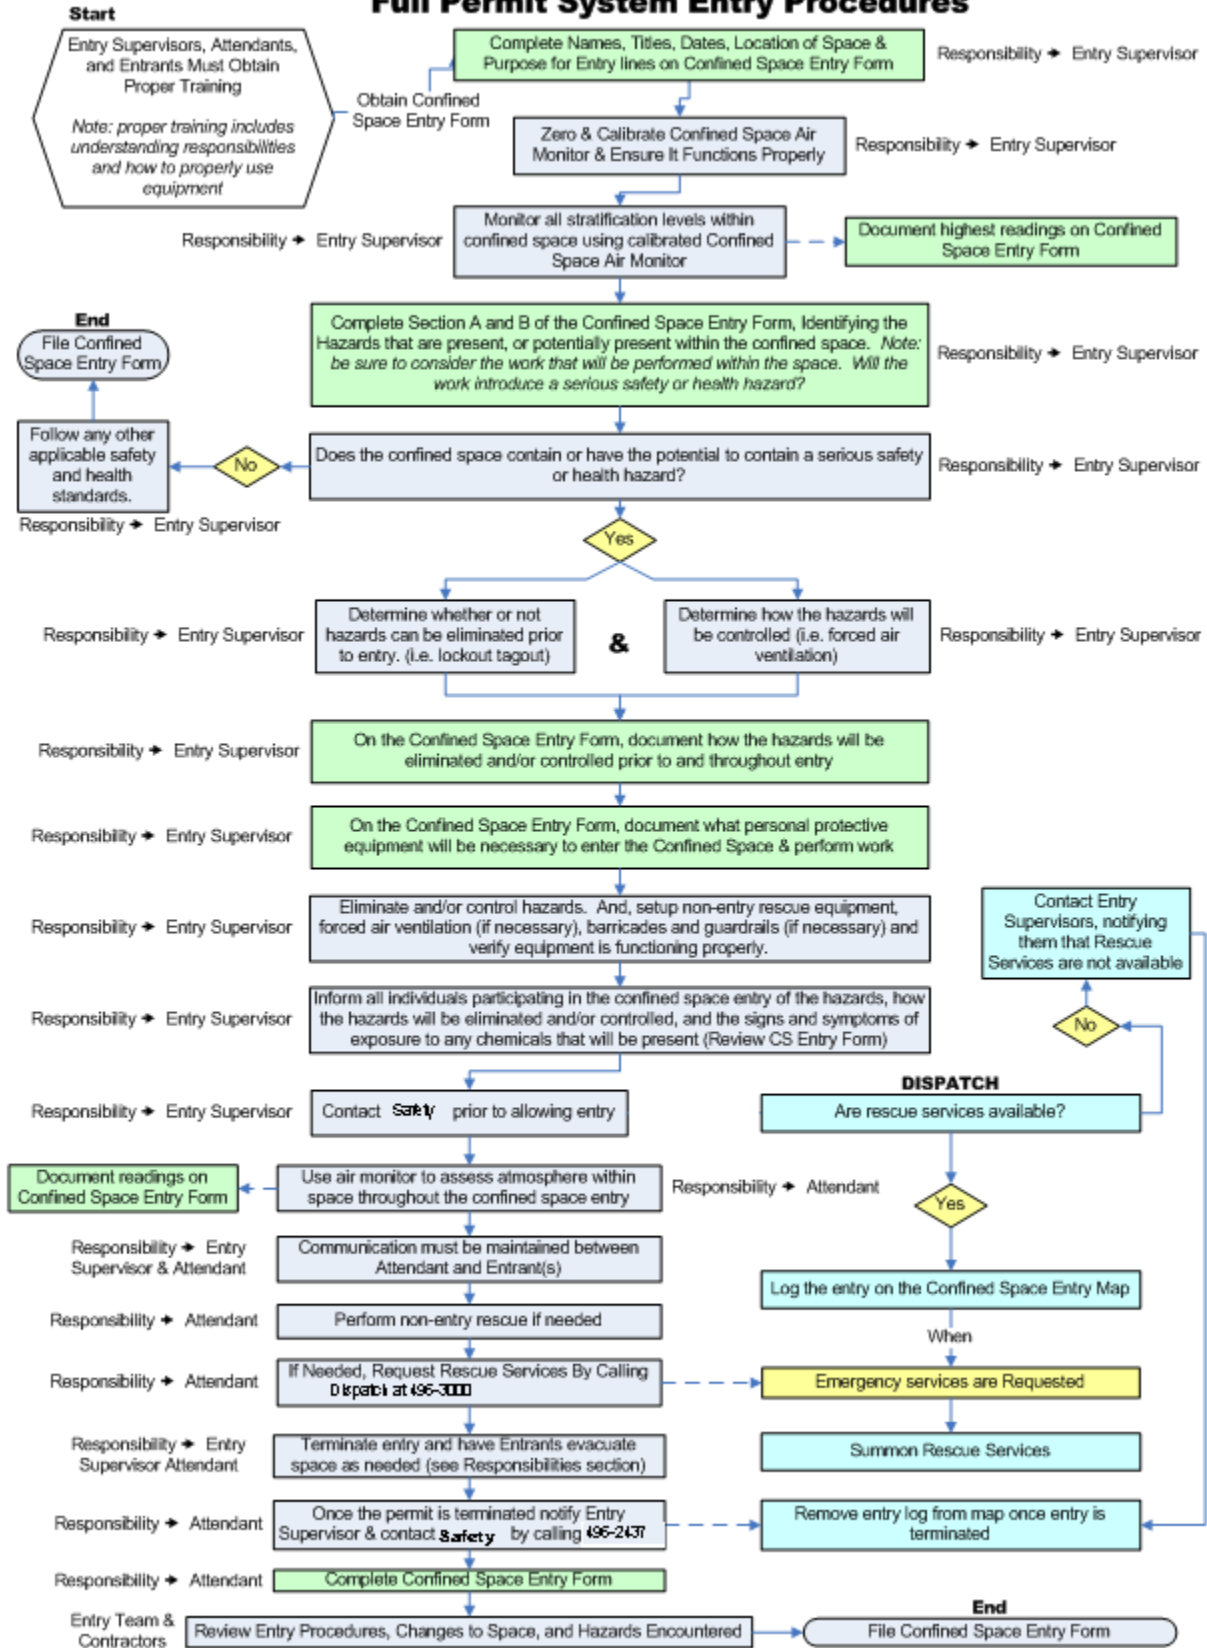 Full Permit System Entry Procedures
Start
Entry Supervisors, Attendants,
and Entrants Must Obtain
Proper Training
Note: proper training includes
understanding responsibilities
and how to properly use
equipment
Obtain Confined
Space Entry Form
Complete Names, Titles, Dates, Location of Space &
Purpose for Entry lines on Confined Space Entry Form
Responsibility → Entry Supervisor
Zero & Calibrate Confined Space Air
Monitor & Ensure It Functions Properly
Responsibility → Entry Supervisor
Responsibility → Entry Supervisor
Monitor all stratification levels within
confined space using calibrated Confined
Space Air Monitor
Document highest readings on Confined
Space Entry Form
Complete Section A and B of the Confined Space Entry Form, Identifying the
Hazards that are present, or potentially present within the confined space. Note:
be sure to consider the work that will be performed within the space. Will the
work introduce a serious safety or health hazard?
Responsibility → Entry Supervisor
End
File Confined
Space Entry Form
Follow any other
applicable safety
and health
standards.
Responsibility → Entry Supervisor
No
Does the confined space contain or have the potential to contain a serious safety
or health hazard?
Responsibility → Entry Supervisor
Yes
Responsibility → Entry Supervisor
Determine whether or not
hazards can be eliminated prior
to entry. (i.e. lockout tagout)
&
Determine how the hazards will
be controlled (i.e. forced air
ventilation)
Responsibility → Entry Supervisor
Responsibility → Entry Supervisor
On the Confined Space Entry Form, document how the hazards will be
eliminated and/or controlled prior to and throughout entry
Responsibility → Entry Supervisor
On the Confined Space Entry Form, document what personal protective
equipment will be necessary to enter the Confined Space & perform work
Responsibility → Entry Supervisor
Eliminate and/or control hazards. And, setup non-entry rescue equipment,
forced air ventilation (if necessary), barricades and guardrails (if necessary) and
verify equipment is functioning properly.
Responsibility → Entry Supervisor
Inform all individuals participating in the confined space entry of the hazards, how
the hazards will be eliminated and/or controlled, and the signs and symptoms of
exposure to any chemicals that will be present (Review CS Entry Form)
Responsibility → Entry Supervisor
Contact Safety prior to allowing entry
Document readings on
Confined Space Entry Form
Use air monitor to assess atmosphere within
space throughout the confined space entry
Responsibility → Attendant
Responsibility → Entry
Supervisor & Attendant
Communication must be maintained between
Attendant and Entrant(s)
Responsibility → Attendant
Perform non-entry rescue if needed
Responsibility → Attendant
If Needed, Request Rescue Services By Calling
Dispatch at 496-3000
Responsibility → Entry
Supervisor Attendant
Terminate entry and have Entrants evacuate
space as needed (see Responsibilities section)
Responsibility → Attendant
Once the permit is terminated notify Entry
Supervisor & contact Safety by calling 496-2437
Responsibility → Attendant
Complete Confined Space Entry Form
Entry Team &
Contractors
Review Entry Procedures, Changes to Space, and Hazards Encountered
End
File Confined Space Entry Form
Contact Entry
Supervisors, notifying
them that Rescue
Services are not available
No
DISPATCH
Are rescue services available?
Yes
Log the entry on the Confined Space Entry Map
When
Emergency services are Requested
Summon Rescue Services
Remove entry log from map once entry is
terminated